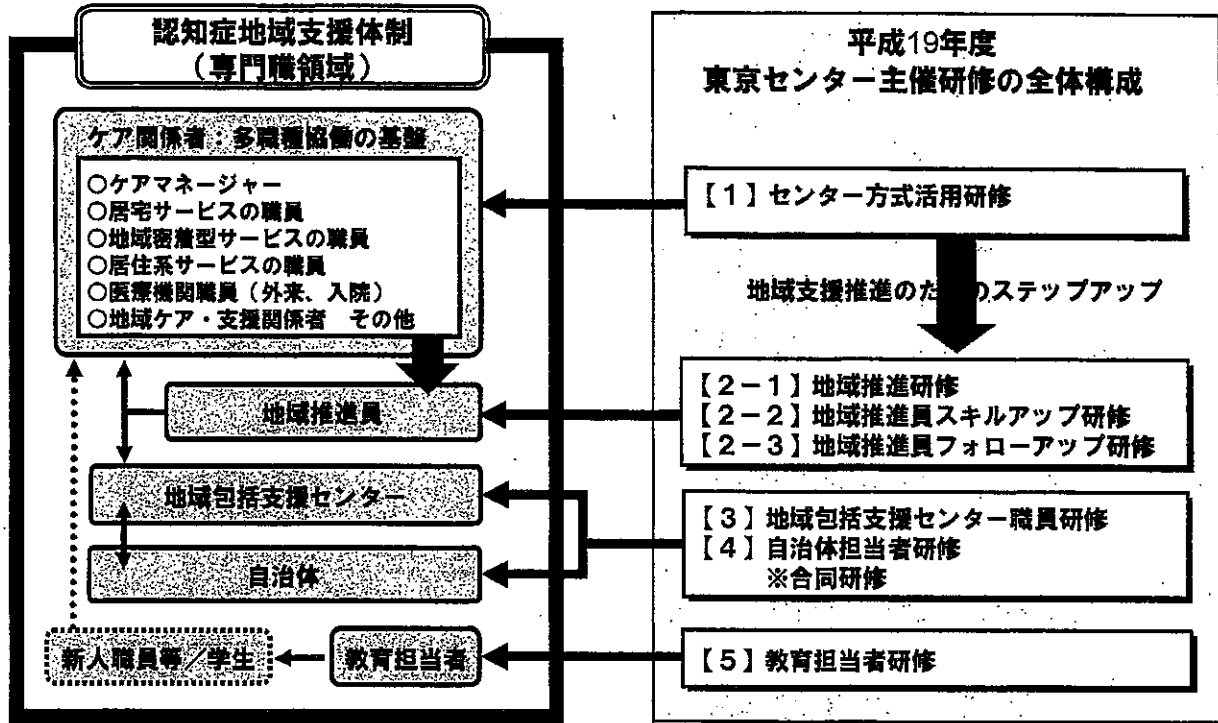 認知症地域支援体制
(専門職領域)
ケア関係者：多職種協働の基盤
○ケアマネージャー
○居宅サービスの職員
○地域密着型サービスの職員
○居住系サービスの職員
○医療機関職員（外来、入院）
○地域ケア・支援関係者　その他
地域推進員
地域包括支援センター
自治体
新人職員等／学生
教育担当者
平成19年度
東京センター主催研修の全体構成
【１】センター方式活用研修
地域支援推進のためのステップアップ
【２－１】地域推進研修
【２－２】地域推進員スキルアップ研修
【２－３】地域推進員フォローアップ研修
【３】地域包括支援センター職員研修
【４】自治体担当者研修
※合同研修
【５】教育担当者研修